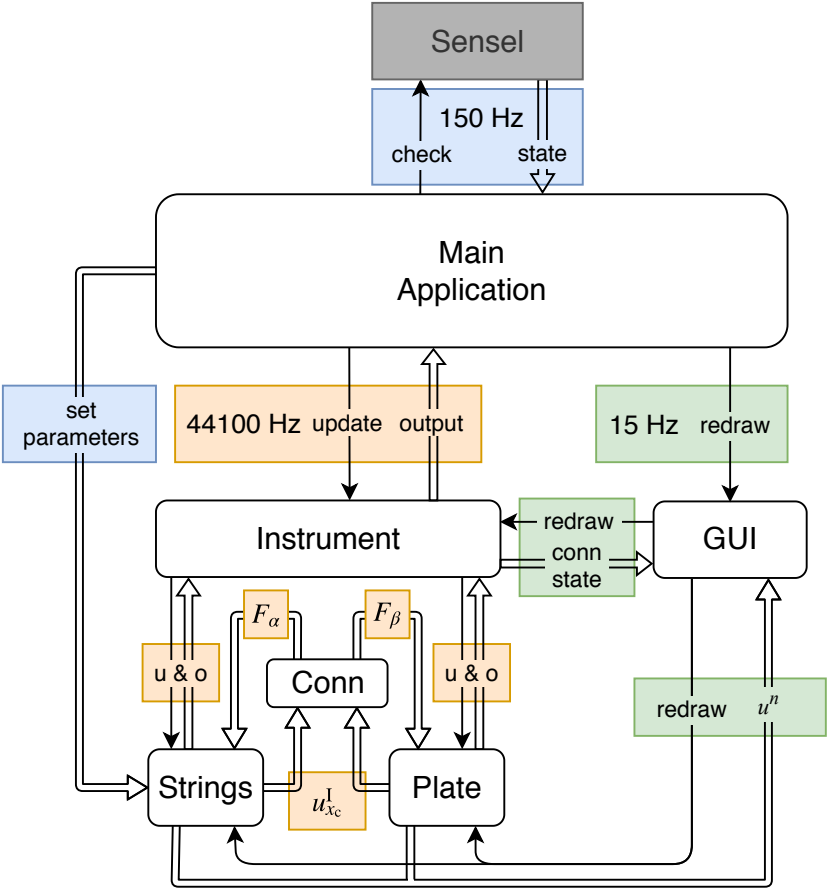 Sensel
150 Hz
check
state
Main
Application
set
parameters
44100 Hz update output
15 Hz redraw
Instrument
redraw
conn
state
GUI
Fα
Fβ
u & o
Conn
u & o
redraw
uⁿ
Strings
u^I_{x_c}
Plate